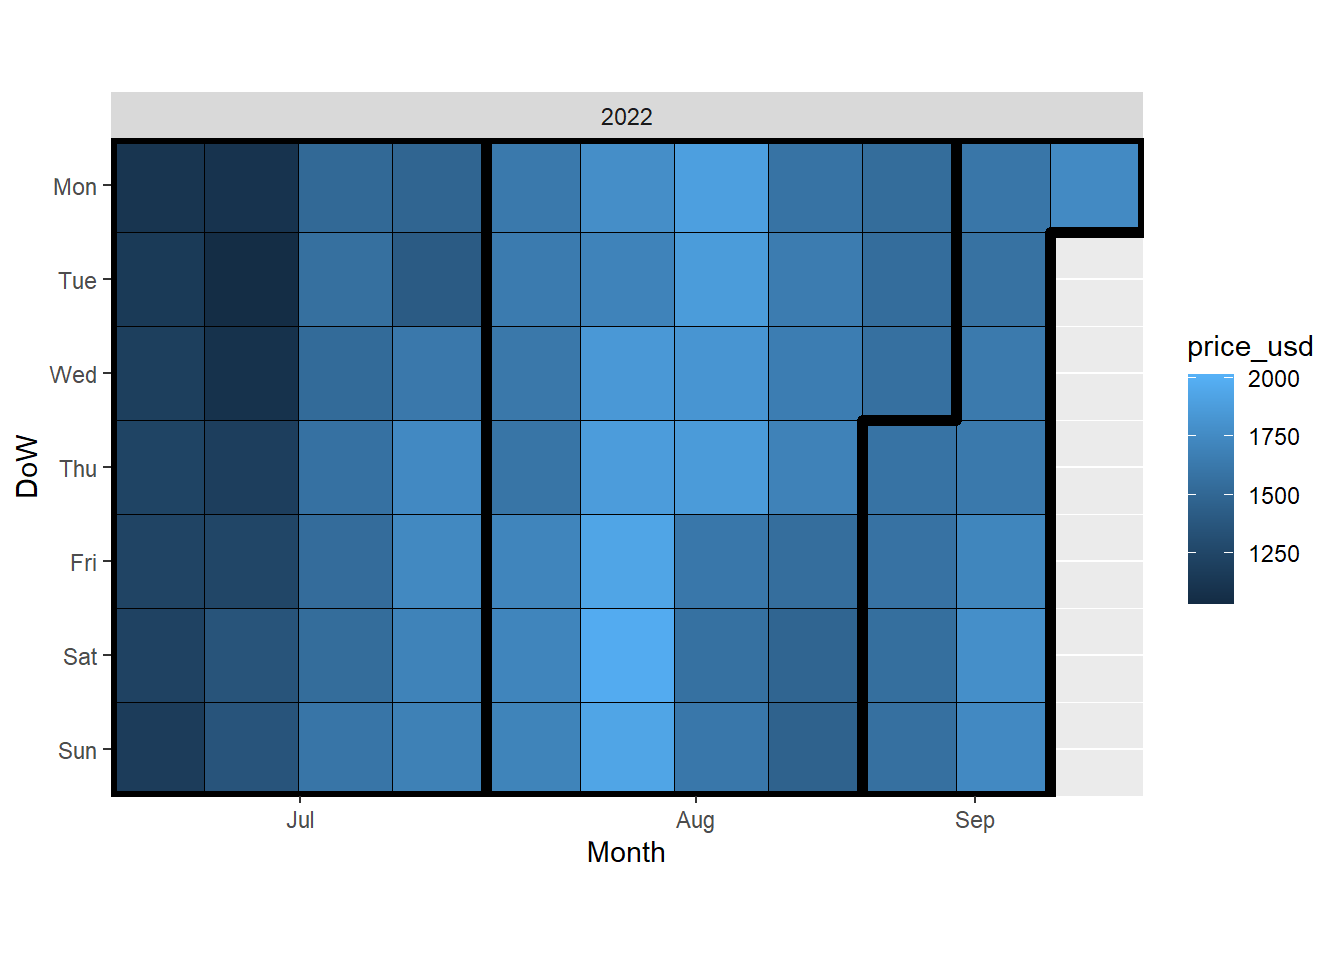 2022
Mon
Tue
Wed
Thu
Fri
Sat
Sun
DoW
Jul Aug Sep
Month
price_usd
2000
1750
1500
1250